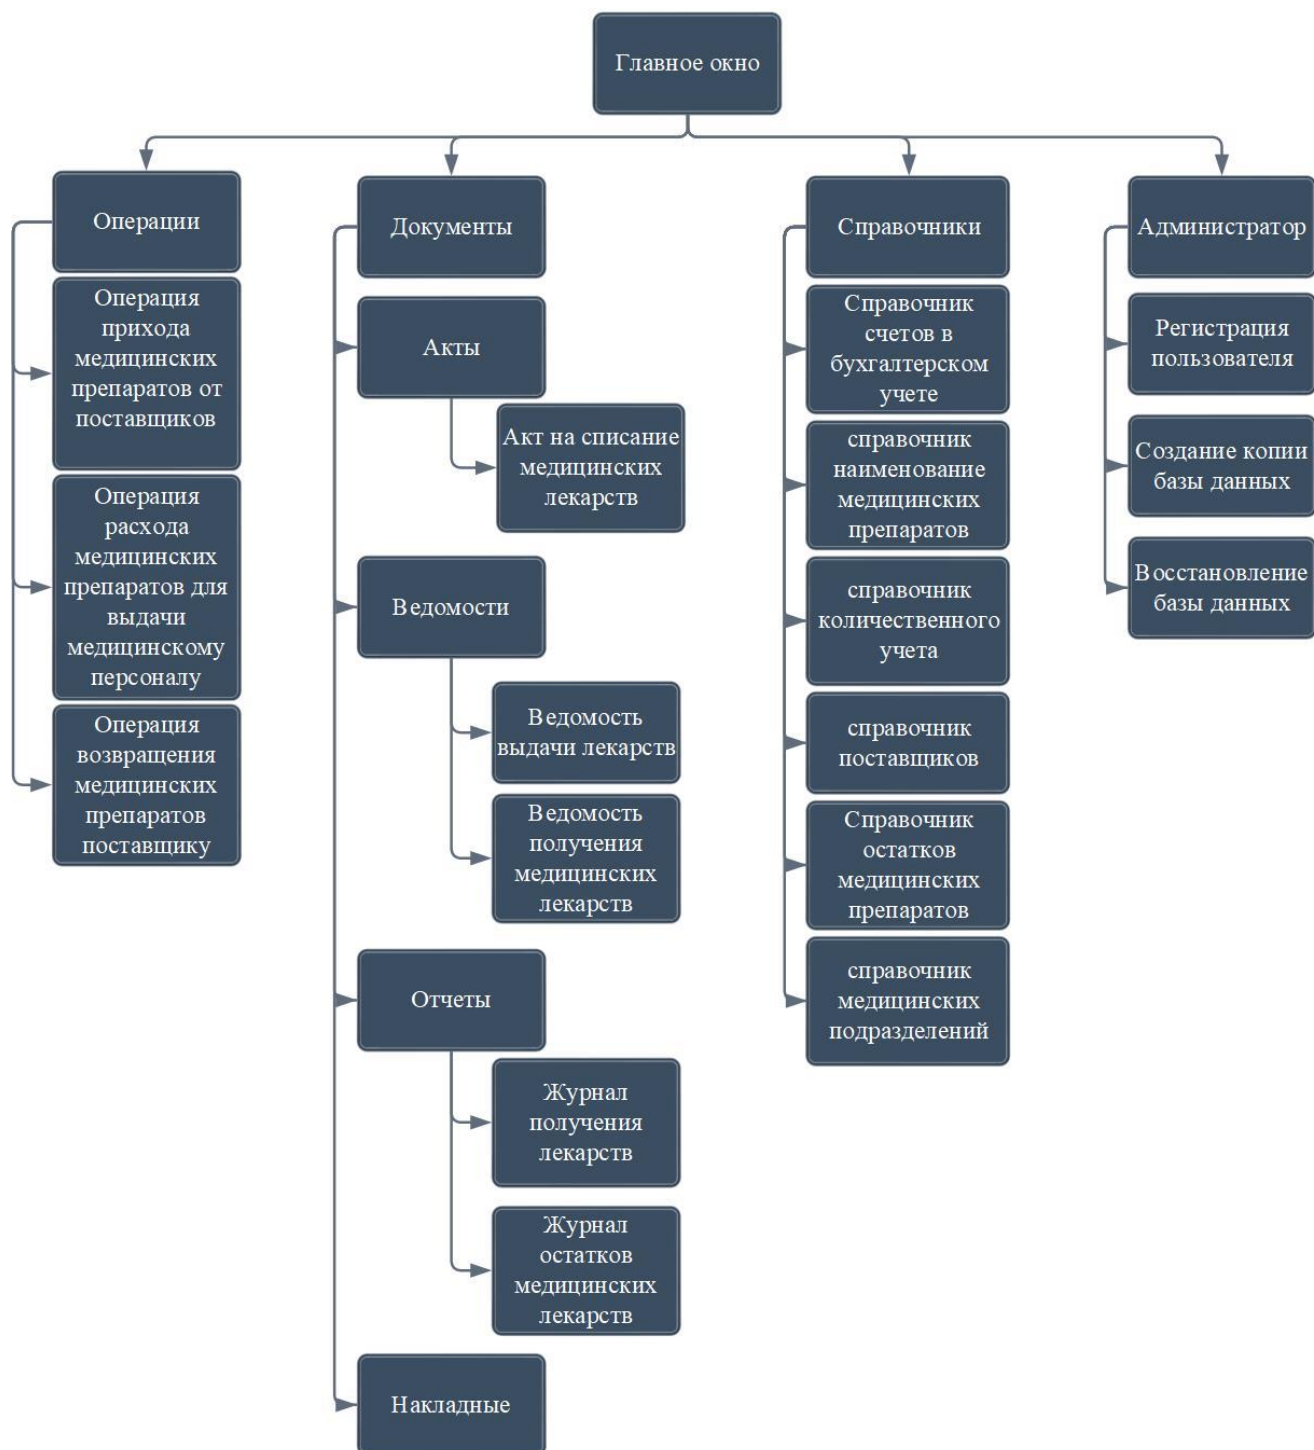 Главное окно
Операции
Операция
прихода
медицинских
препаратов от
поставщиков
Операция
расхода
медицинских
препаратов для
выдачи
медицинскому
персоналу
Операция
возвращения
медицинских
препаратов
поставщику
Документы
Акты
Акт на списание
медицинских
лекарств
Ведомости
Ведомость
выдачи лекарств
Ведомость
получения
медицинских
лекарств
Отчеты
Журнал
получения
лекарств
Журнал
остатков
медицинских
лекарств
Накладные
Справочники
Справочник
счетов в
бухгалтерском
учете
справочник
наименование
медицинских
препаратов
справочник
количественного
учета
справочник
поставщиков
Справочник
остатков
медицинских
препаратов
справочник
медицинских
подразделений
Администратор
Регистрация
пользователя
Создание копии
базы данных
Восстановление
базы данных